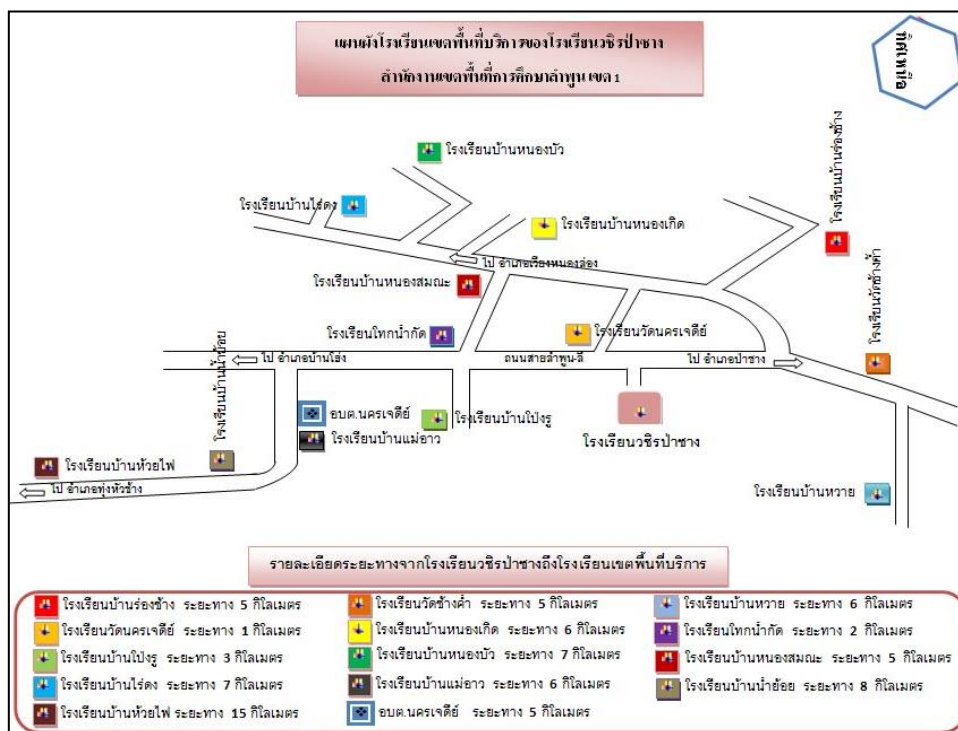 แผนผังโรงเรียนเขตพื้นที่บริการของโรงเรียนวชิรป่าซาง
สำนักงานเขตพื้นที่การศึกษาลำพูน เขต 1
ทิศเหนือ
โรงเรียนบ้านหนองบัว
โรงเรียนบ้านร่องช้าง
โรงเรียนบ้านไร่ดง
โรงเรียนบ้านหนองเกิด
ไป อำเภอเวียงหนองล่อง
โรงเรียนวัดช้างค้ำ
โรงเรียนบ้านหนองสมณะ
โรงเรียนโทกน้ำกัด
โรงเรียนวัดนครเจดีย์
ไป อำเภอบ้านโฮ่ง
ถนนสายลำพูน-ลี้
ไป อำเภอป่าซาง
โรงเรียนบ้านน้ำย้อย
อบต.นครเจดีย์
โรงเรียนบ้านโป่งรู
โรงเรียนบ้านแม่อาว
โรงเรียนวชิรป่าซาง
โรงเรียนบ้านห้วยไฟ
ไป อำเภอทุ่งหัวช้าง
โรงเรียนบ้านหวาย
รายละเอียดระยะทางจากโรงเรียนวชิรป่าซางถึงโรงเรียนเขตพื้นที่บริการ
โรงเรียนบ้านร่องช้าง ระยะทาง 5 กิโลเมตร
โรงเรียนวัดช้างค้ำ ระยะทาง 5 กิโลเมตร
โรงเรียนบ้านหวาย ระยะทาง 6 กิโลเมตร
โรงเรียนวัดนครเจดีย์ ระยะทาง 1 กิโลเมตร
โรงเรียนบ้านหนองเกิด ระยะทาง 6 กิโลเมตร
โรงเรียนโทกน้ำกัด ระยะทาง 2 กิโลเมตร
โรงเรียนบ้านโป่งรู ระยะทาง 3 กิโลเมตร
โรงเรียนบ้านหนองบัว ระยะทาง 7 กิโลเมตร
โรงเรียนบ้านหนองสมณะ ระยะทาง 5 กิโลเมตร
โรงเรียนบ้านไร่ดง ระยะทาง 7 กิโลเมตร
โรงเรียนบ้านแม่อาว ระยะทาง 6 กิโลเมตร
โรงเรียนบ้านน้ำย้อย ระยะทาง 8 กิโลเมตร
โรงเรียนบ้านห้วยไฟ ระยะทาง 15 กิโลเมตร
อบต.นครเจดีย์ ระยะทาง 5 กิโลเมตร